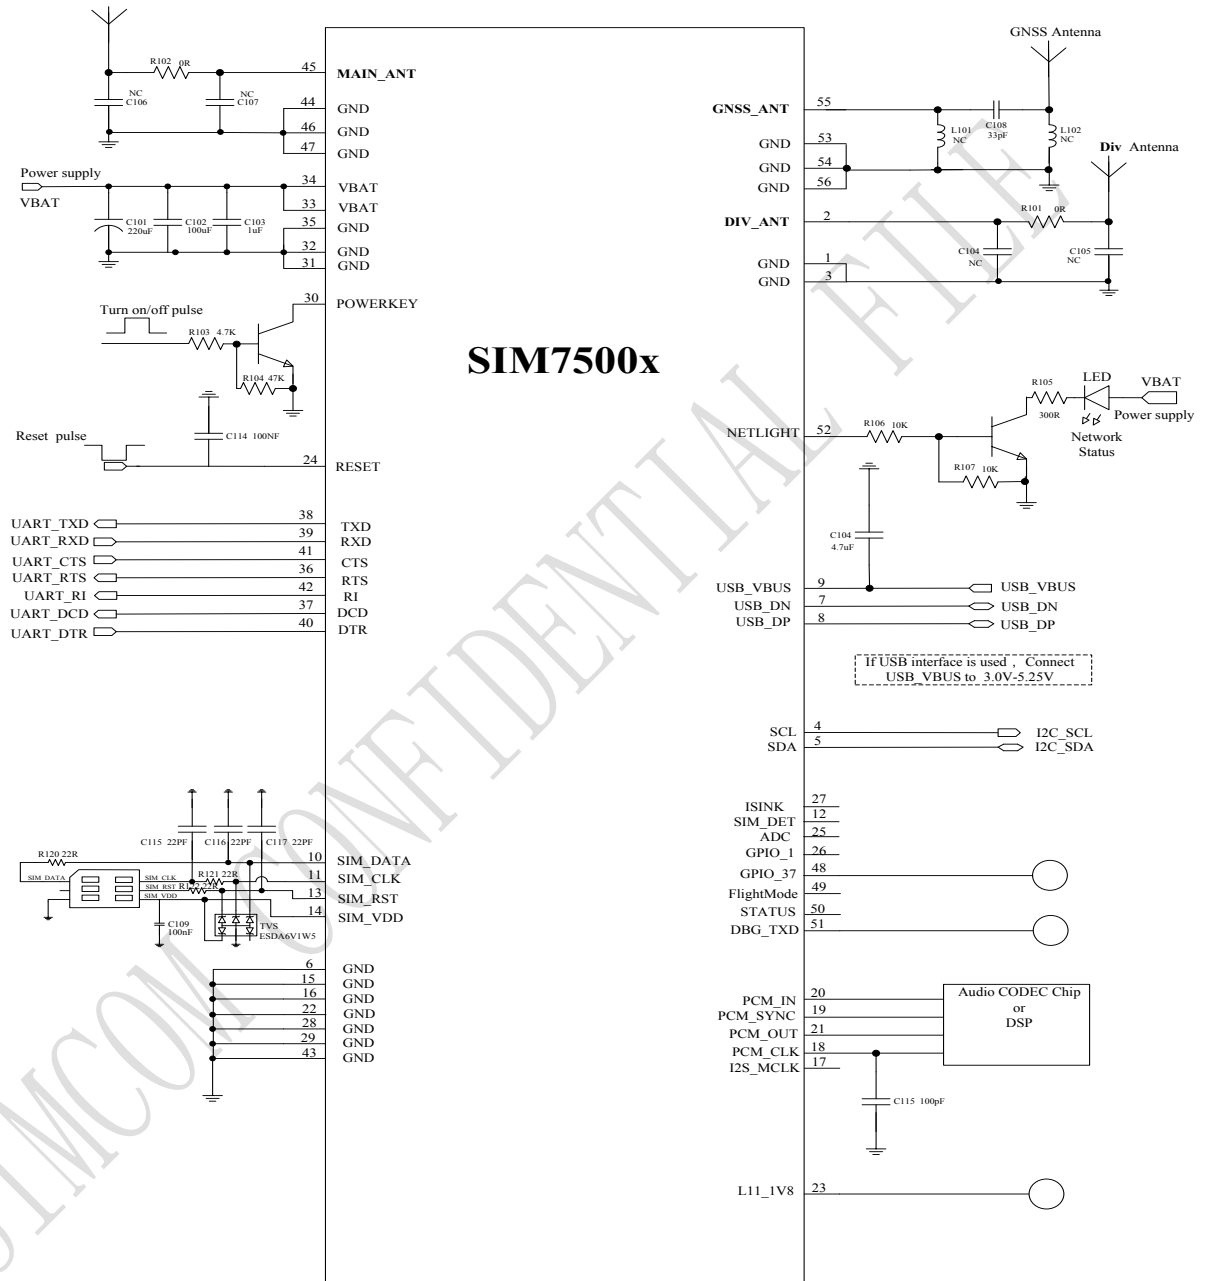 GNSS Antenna
R102 0R
45
MAIN_ANT
NC
C106
NC
C107
44
GND
46
GND
47
GND
55
GNSS_ANT
C108
33pF
L101
NC
L102
NC
53
GND
54
GND
56
GND
Div Antenna
Power supply
VBAT
34
VBAT
33
VBAT
35
GND
32
GND
31
GND
C101
220uF
C102
100uF
C103
1uF
2
DIV_ANT
R101 0R
C104
NC
C105
NC
1
GND
3
GND
30
POWERKEY
Turn on/off pulse
R103 4.7K
R104 47K
SIM7500x
C114 100NF
Reset pulse
24
RESET
52
NETLIGHT
R106 10K
R107 10K
R105
300R
LED
VBAT
Power supply
Network
Status
UART_TXD
38
TXD
UART_RXD
39
RXD
UART_CTS
41
CTS
UART_RTS
36
RTS
UART_RI
42
RI
UART_DCD
37
DCD
UART_DTR
40
DTR
C104
4.7uF
USB_VBUS
9
USB_VBUS
USB_DN
7
USB_DN
USB_DP
8
USB_DP
If USB interface is used , Connect
USB_VBUS to 3.0V-5.25V
SCL
4
I2C_SCL
SDA
5
I2C_SDA
ISINK
27
SIM_DET
12
ADC
25
GPIO_1
26
GPIO_37
48
FlightMode
49
STATUS
50
DBG_TXD
51
C115 22PF
C116 22PF
C117 22PF
R120 22R
SIM_DATA
SIM_CLK
R121 22R
SIM_RST
R122 22R
SIM_VDD
10
SIM_DATA
11
SIM_CLK
13
SIM_RST
14
SIM_VDD
C109
100nF
TVS
ESDA6V1W5
6
GND
15
GND
16
GND
22
GND
28
GND
29
GND
43
GND
PCM_IN
20
PCM_SYNC
19
PCM_OUT
21
PCM_CLK
18
I2S_MCLK
17
Audio CODEC Chip
or
DSP
C115 100pF
L11_1V8
23
SIMCOM CONFIDENTIAL FILE